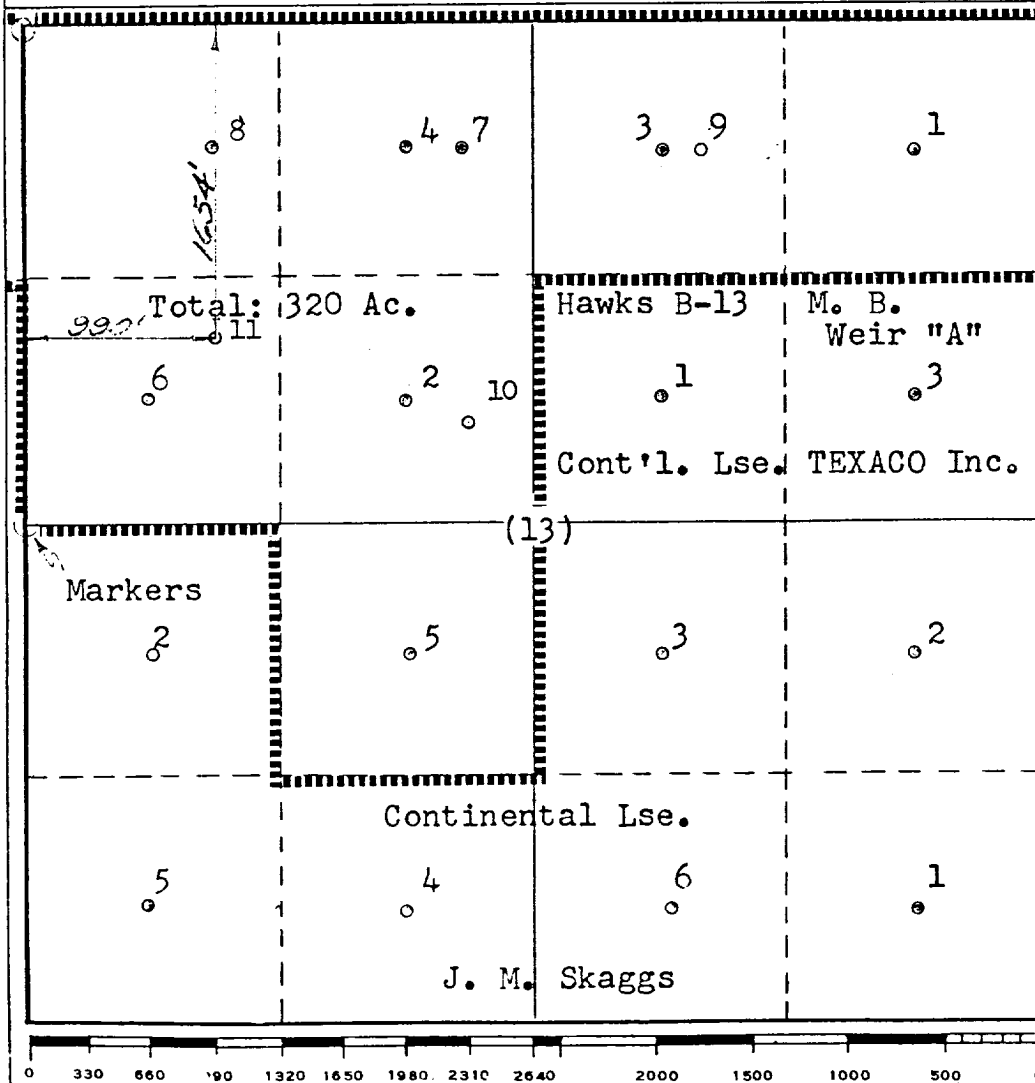 8 4 7 3 9 1
1654'
Total: 320 Ac. Hawks B-13 M. B.
Weir "A"
990' 11
6 2 10 1 3
Cont'l. Lse. TEXACO Inc.
(13)
Markers
2 5 3 2
Continental Lse.
5 4 6 1
J. M. Skaggs
0 330 660 990 1320 1650 1980. 2310 2640 2000 1500 1000 500